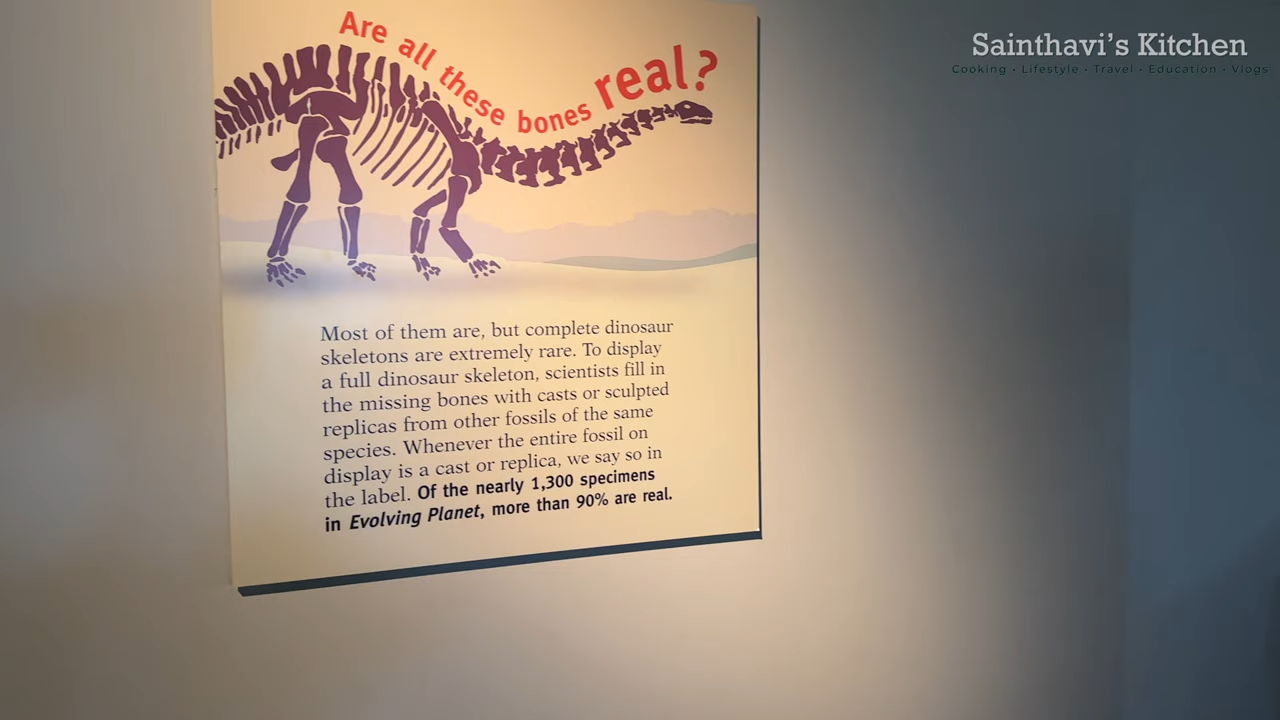 Sainthavi's Kitchen
Cooking • Lifestyle • Travel • Education • Vlogs
Are all these bones real?
Most of them are, but complete dinosaur
skeletons are extremely rare. To display
a full dinosaur skeleton, scientists fill in
the missing bones with casts or sculpted
replicas from other fossils of the same
species. Whenever the entire fossil on
display is a cast or replica, we say so in
the label. Of the nearly 1,300 specimens
in Evolving Planet, more than 90% are real.